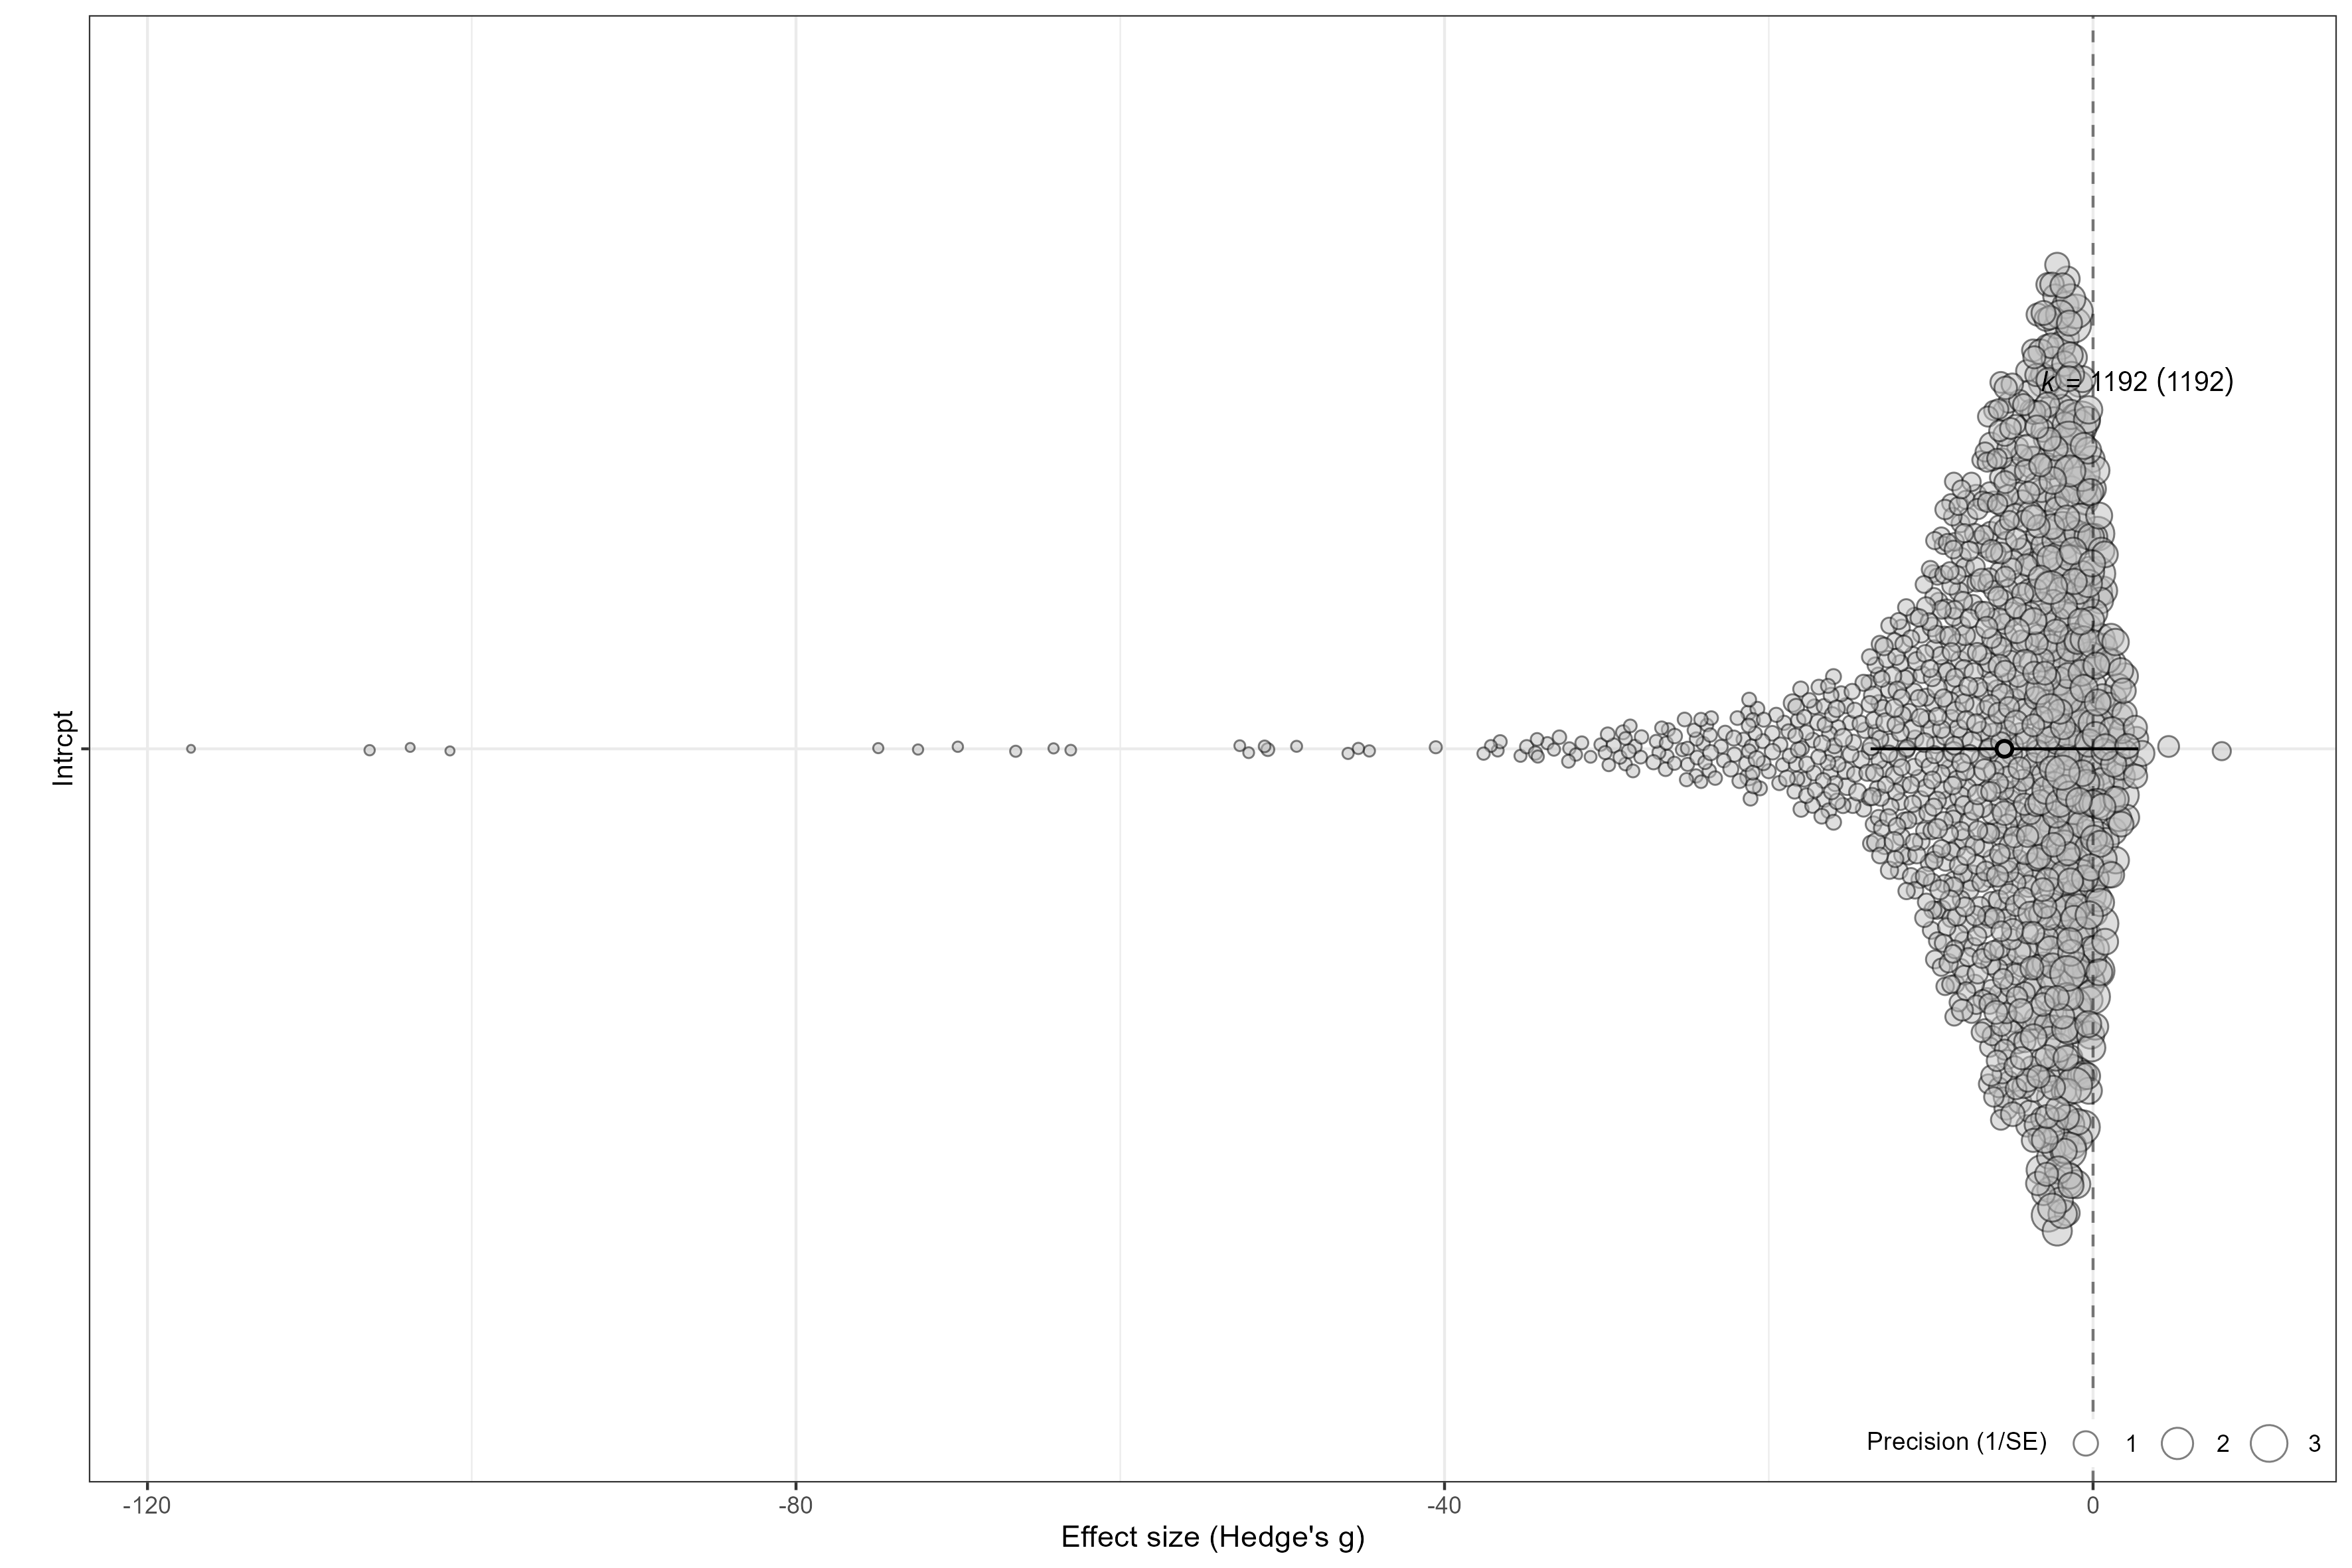 k = 1192 (1192)
Intrcpt
Precision (1/SE) 1 2 3
-120 -80 -40 0
Effect size (Hedge's g)